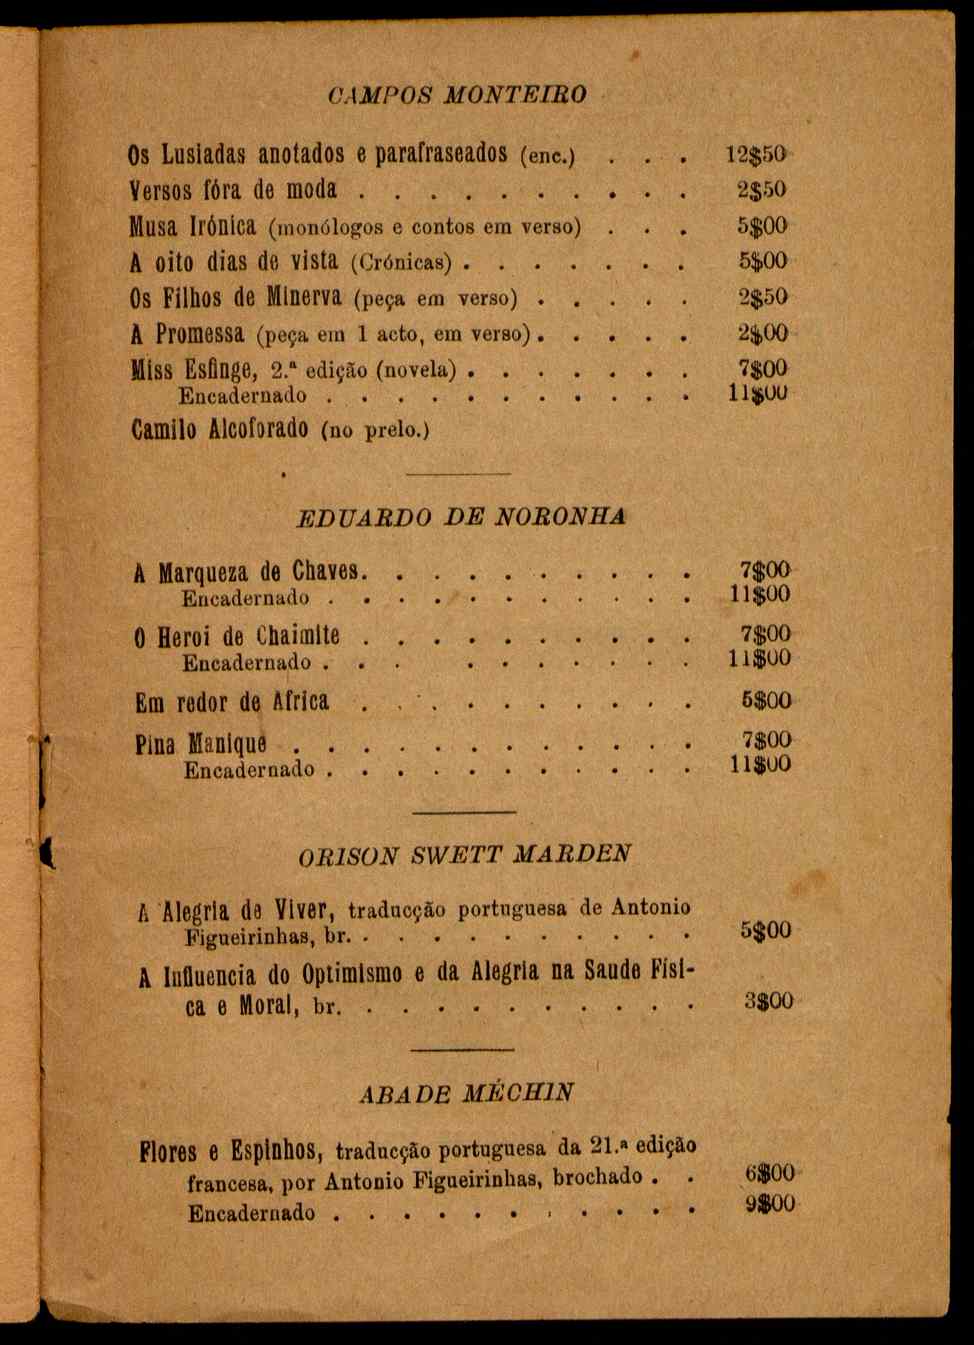 CAMPOS MONTEIRO
Os Lusiadas anotados e parafraseados (enc.) . . . 12$50
Versos fóra de moda . . . . . . . . . . 2$50
Musa Irónica (monólogos e contos em verso) . . . 5$00
A oito dias de vista (Crónicas) . . . . . . . 5$00
Os Filhos de Minerva (peça em verso) . . . . . 2$50
A Promessa (peça em 1 acto, em verso) . . . . . 2$00
Miss Esfinge, 2.ª edição (novela) . . . . . . . 7$00
Encadernado . . . . . . . . . . . 11$00
Camilo Alcoforado (no prelo.)
EDUARDO DE NORONHA
A Marqueza de Chaves. . . . . . . . . . 7$00
Encadernado . . . . . . . . . . . 11$00
O Heroi de Chaimite . . . . . . . . . . 7$00
Encadernado . . . . . . . . . . 11$00
Em redor de Africa . . . . . . . . . . 5$00
Pina Manique . . . . . . . . . . . . 7$00
Encadernado . . . . . . . . . . . 11$00
ORISON SWETT MARDEN
A Alegria de Viver, traducção portuguesa de Antonio
Figueirinhas, br. . . . . . . . . . . 5$00
A Influencia do Optimismo e da Alegria na Saude Físi-
ca e Moral, br. . . . . . . . . . . 3$00
ABADE MÉCHIN
Flores e Espinhos, traducção portuguesa da 21.ª edição
francesa, por Antonio Figueirinhas, brochado . . 6$00
Encadernado . . . . . . . . . . . 9$00